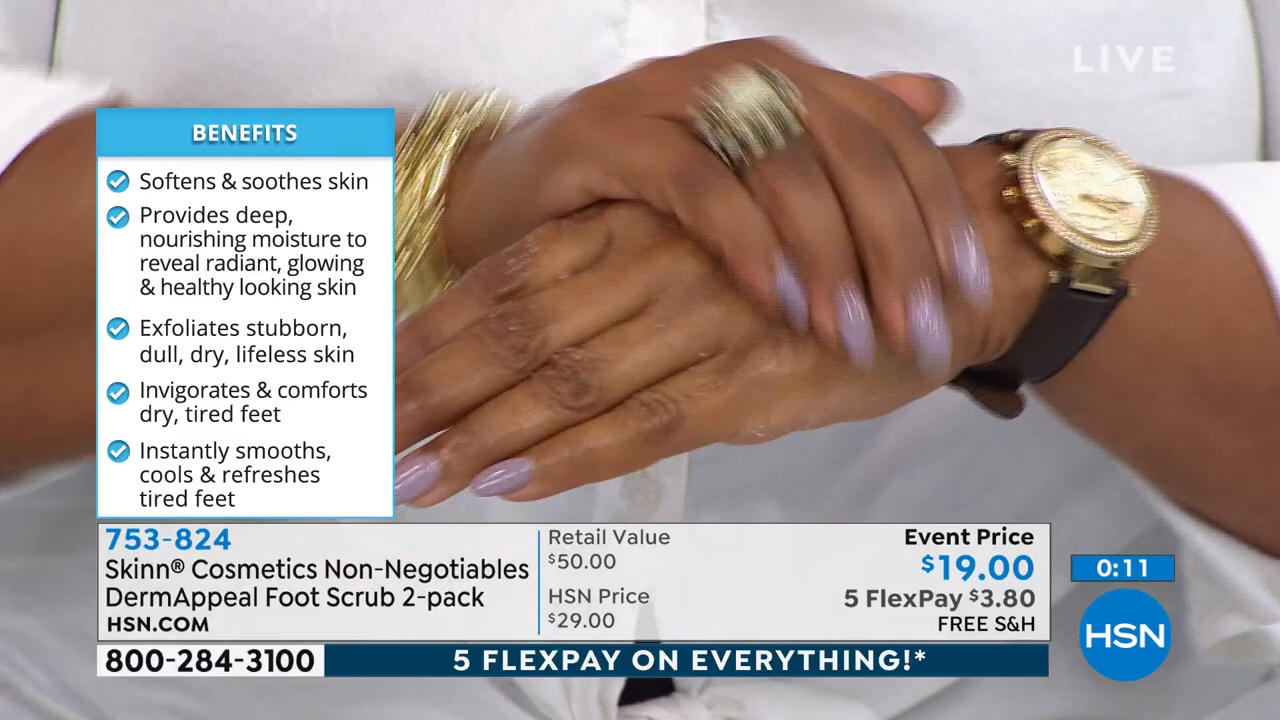 LIVE
BENEFITS
Softens & soothes skin
Provides deep,
nourishing moisture to
reveal radiant, glowing
& healthy looking skin
Exfoliates stubborn,
dull, dry, lifeless skin
Invigorates & comforts
dry, tired feet
Instantly smooths,
cools & refreshes
tired feet
753-824
Skinn® Cosmetics Non-Negotiables
DermAppeal Foot Scrub 2-pack
HSN.COM
Retail Value
$50.00
HSN Price
$29.00
Event Price
$19.00
5 FlexPay $3.80
FREE S&H
0:11
HSN
800-284-3100
5 FLEXPAY ON EVERYTHING!*